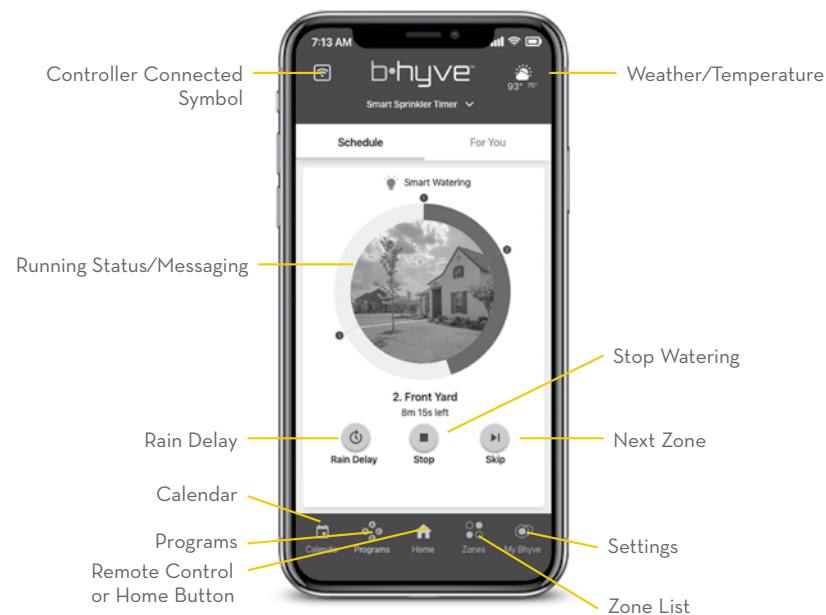 7:13 AM
Controller Connected
Symbol
b•hyve™
93° 75°
Weather/Temperature
Smart Sprinkler Timer
Schedule
For You
Smart Watering
1
2
Running Status/Messaging
3
Stop Watering
2. Front Yard
8m 15s left
Rain Delay
Next Zone
Rain Delay
Stop
Skip
Calendar
Programs
Remote Control
or Home Button
Calendar
Programs
Home
Zones
My Bhyve
Settings
Zone List